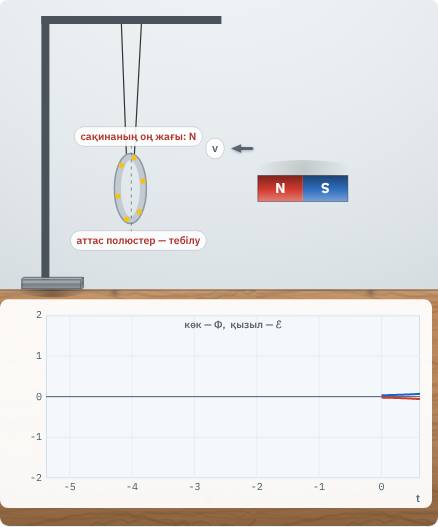 сақинаның оң жағы: N
v
N S
аттас полюстер — тебілу
көк — Ф, қызыл — ℰ
2
1
0
-1
-2
-5 -4 -3 -2 -1 0
t